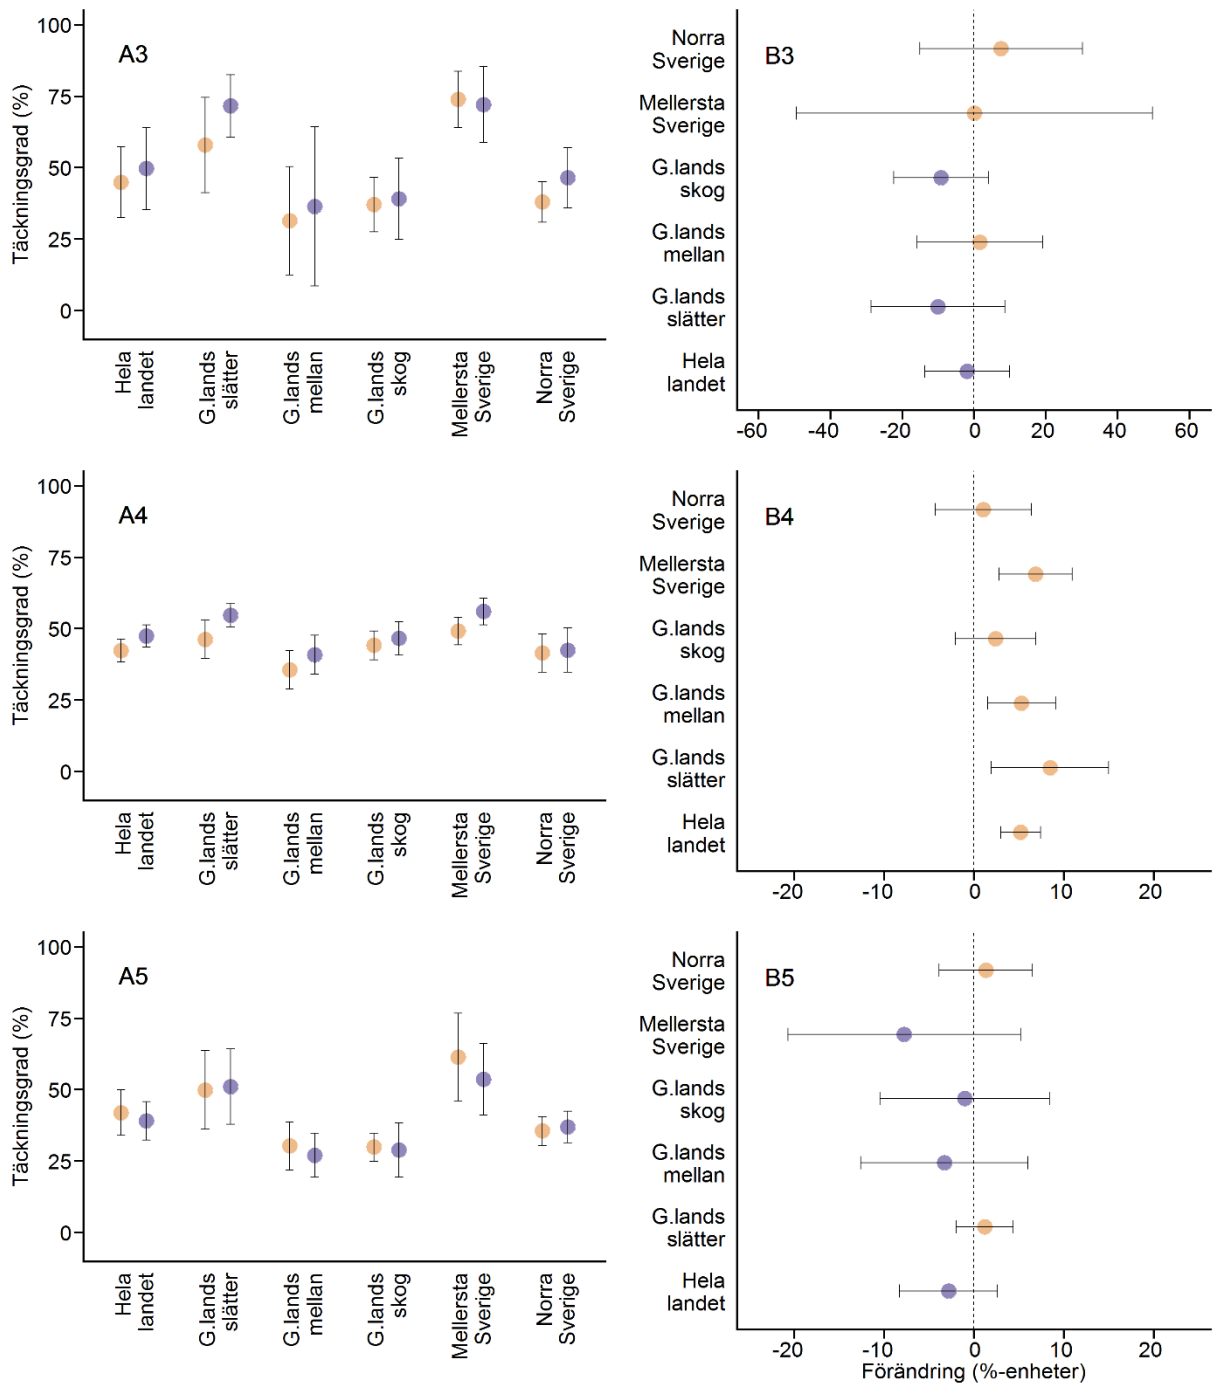 A3
Täckningsgrad (%)
100
75
50
25
0
Hela
landet
G.lands
slätter
G.lands
mellan
G.lands
skog
Mellersta
Sverige
Norra
Sverige
B3
Norra
Sverige
Mellersta
Sverige
G.lands
skog
G.lands
mellan
G.lands
slätter
Hela
landet
-60 -40 -20 0 20 40 60
A4
Täckningsgrad (%)
100
75
50
25
0
Hela
landet
G.lands
slätter
G.lands
mellan
G.lands
skog
Mellersta
Sverige
Norra
Sverige
B4
Norra
Sverige
Mellersta
Sverige
G.lands
skog
G.lands
mellan
G.lands
slätter
Hela
landet
-20 -10 0 10 20
A5
Täckningsgrad (%)
100
75
50
25
0
Hela
landet
G.lands
slätter
G.lands
mellan
G.lands
skog
Mellersta
Sverige
Norra
Sverige
B5
Norra
Sverige
Mellersta
Sverige
G.lands
skog
G.lands
mellan
G.lands
slätter
Hela
landet
-20 -10 0 10 20
Förändring (%-enheter)